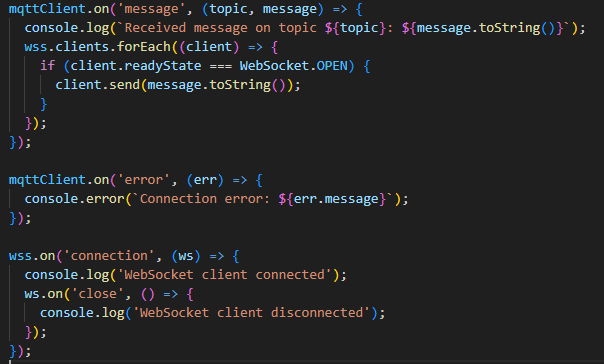 mqttClient.on('message', (topic, message) => {
  console.log(`Received message on topic ${topic}: ${message.toString()}`);
  wss.clients.forEach((client) => {
    if (client.readyState === WebSocket.OPEN) {
      client.send(message.toString());
    }
  });
});

mqttClient.on('error', (err) => {
  console.error(`Connection error: ${err.message}`);
});

wss.on('connection', (ws) => {
  console.log('WebSocket client connected');
  ws.on('close', () => {
    console.log('WebSocket client disconnected');
  });
});